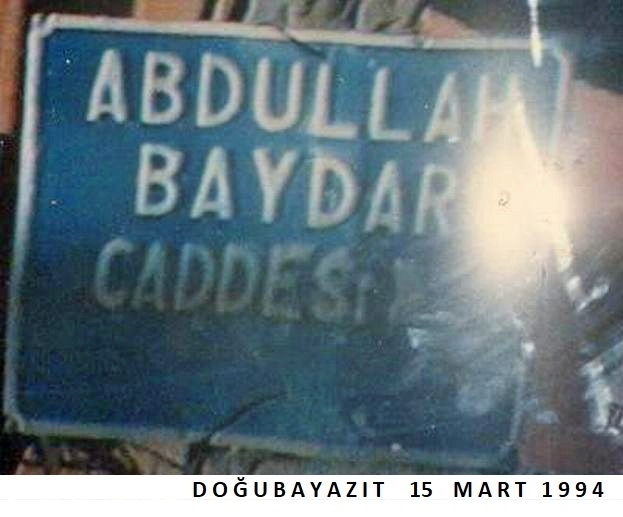 ABDULLAH
BAYDAR
CADDESİ
DOĞUBAYAZIT 15 MART 1994